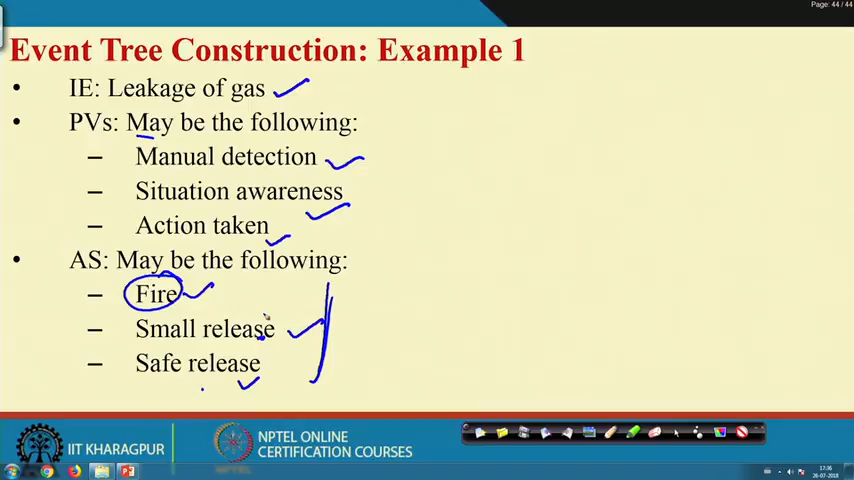 Page: 44 / 44
Event Tree Construction: Example 1
• IE: Leakage of gas
• PVs: May be the following:
– Manual detection
– Situation awareness
– Action taken
• AS: May be the following:
– Fire
– Small release
– Safe release
IIT KHARAGPUR
NPTEL ONLINE
CERTIFICATION COURSES
NPTEL
17:36
26-07-2018